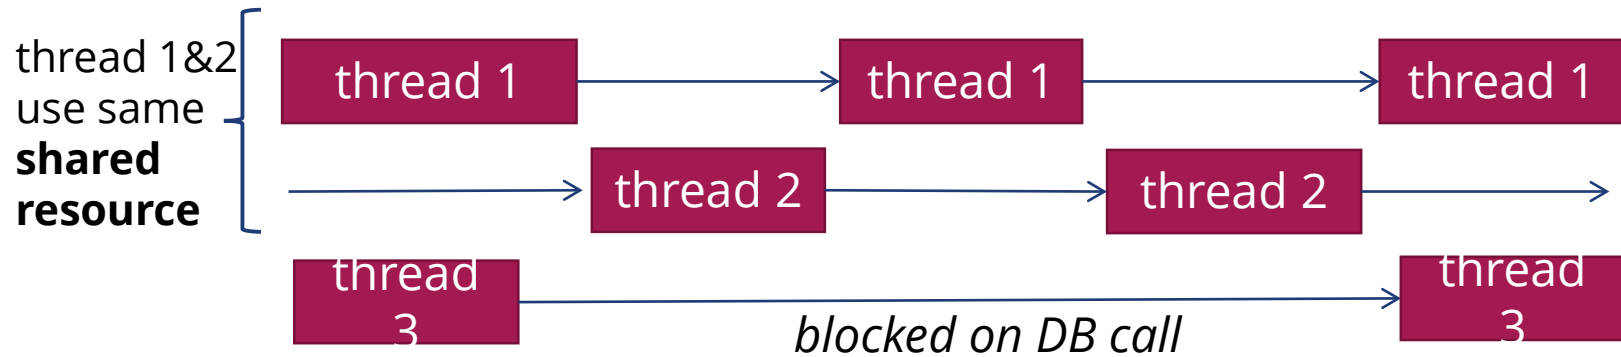 thread 1&2
use same
shared
resource
thread 1
thread 1
thread 1
thread 2
thread 2
thread
3
blocked on DB call
thread
3